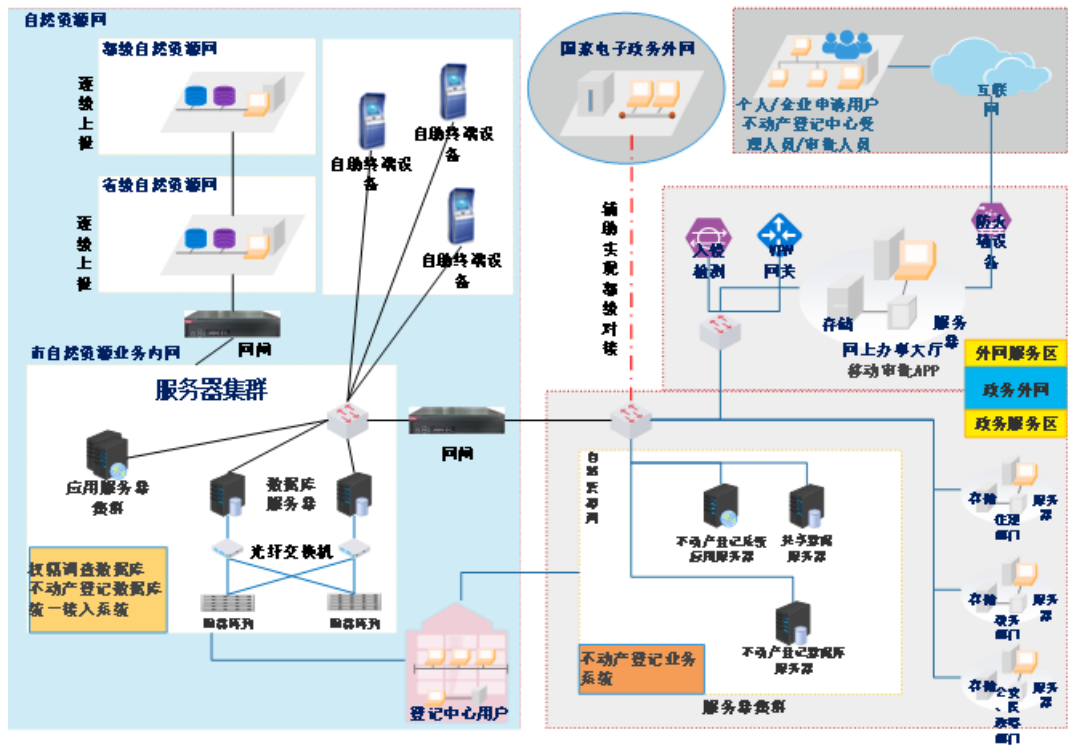 自然资源网
部级自然资源网
逐级上报
省级自然资源网
逐级上报
自助终端设备
自助终端设
备
自助终端设
备
网闸
市自然资源业务内网
服务器集群
应用服务器
集群
数据库
服务器
光纤交换机
权籍调查数据库
不动产登记数据库
统一接入系统
磁盘阵列
磁盘阵列
登记中心用户
网闸
国家电子政务外网
辅助实现部级对接
个人/企业申请用户
不动产登记中心受
理人员/审批人员
互联
网
入侵
检测
VPN
网关
防火
墙设
备
存储
服务
器
网上办事大厅
移动审批APP
外网服务区
政务外网
政务服务区
不动产登记系统
应用服务器
共享数据
服务器
不动产登记数据库
服务器
不动产登记业务
系统
服务器集群
存储
服务
器
住建
部门
存储
服务
器
税务
部门
存储
服务
器
公安
、民
政等
部门